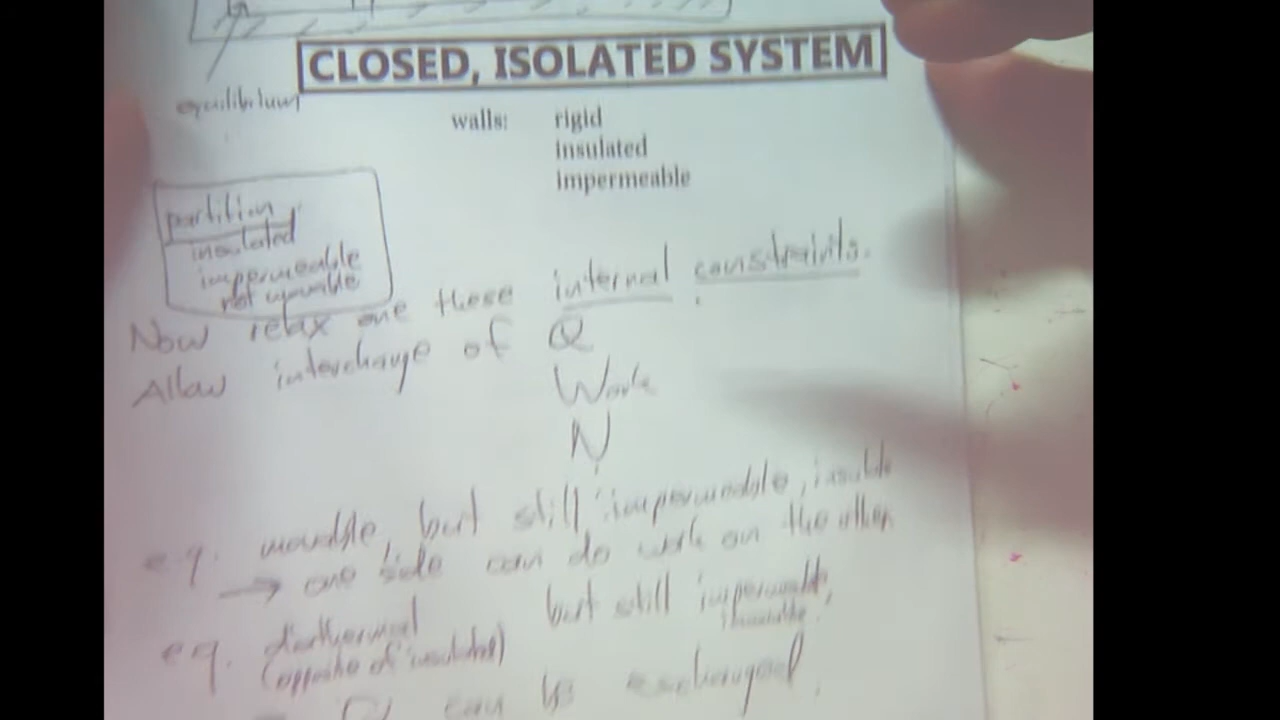 equilibrium
CLOSED, ISOLATED SYSTEM
walls: rigid
insulated
impermeable
partition
insulated
impermeable
not movable
Now relax one these internal constraints.
Allow interchange of Q
Work
N
e.g. movable, but still impermeable, insulate
→ one side can do work on the other
e.g. diathermal but still impermeable,
(opposite of insulated)
Q can be exchanged